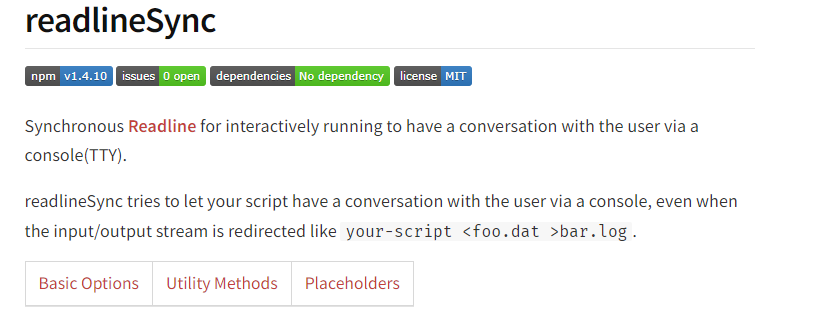 readlineSync
npm v1.4.10 issues 0 open dependencies No dependency license MIT
Synchronous Readline for interactively running to have a conversation with the user via a
console(TTY).
readlineSync tries to let your script have a conversation with the user via a console, even when
the input/output stream is redirected like your-script <foo.dat >bar.log .
Basic Options Utility Methods Placeholders